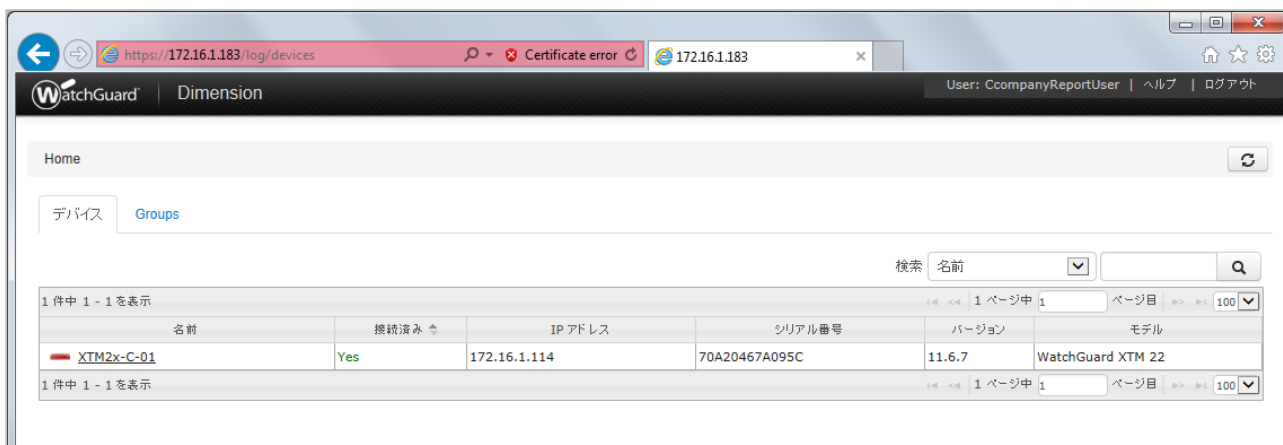 https://172.16.1.183/log/devices Certificate error 172.16.1.183
WatchGuard Dimension User: CcompanyReportUser | ヘルプ | ログアウト
Home
デバイス Groups
検索 名前
1 件中 1 - 1 を表示 1 ページ中 1 ページ目 100
名前 接続済み IP アドレス シリアル番号 バージョン モデル
XTM2x-C-01 Yes 172.16.1.114 70A20467A095C 11.6.7 WatchGuard XTM 22
1 件中 1 - 1 を表示 1 ページ中 1 ページ目 100